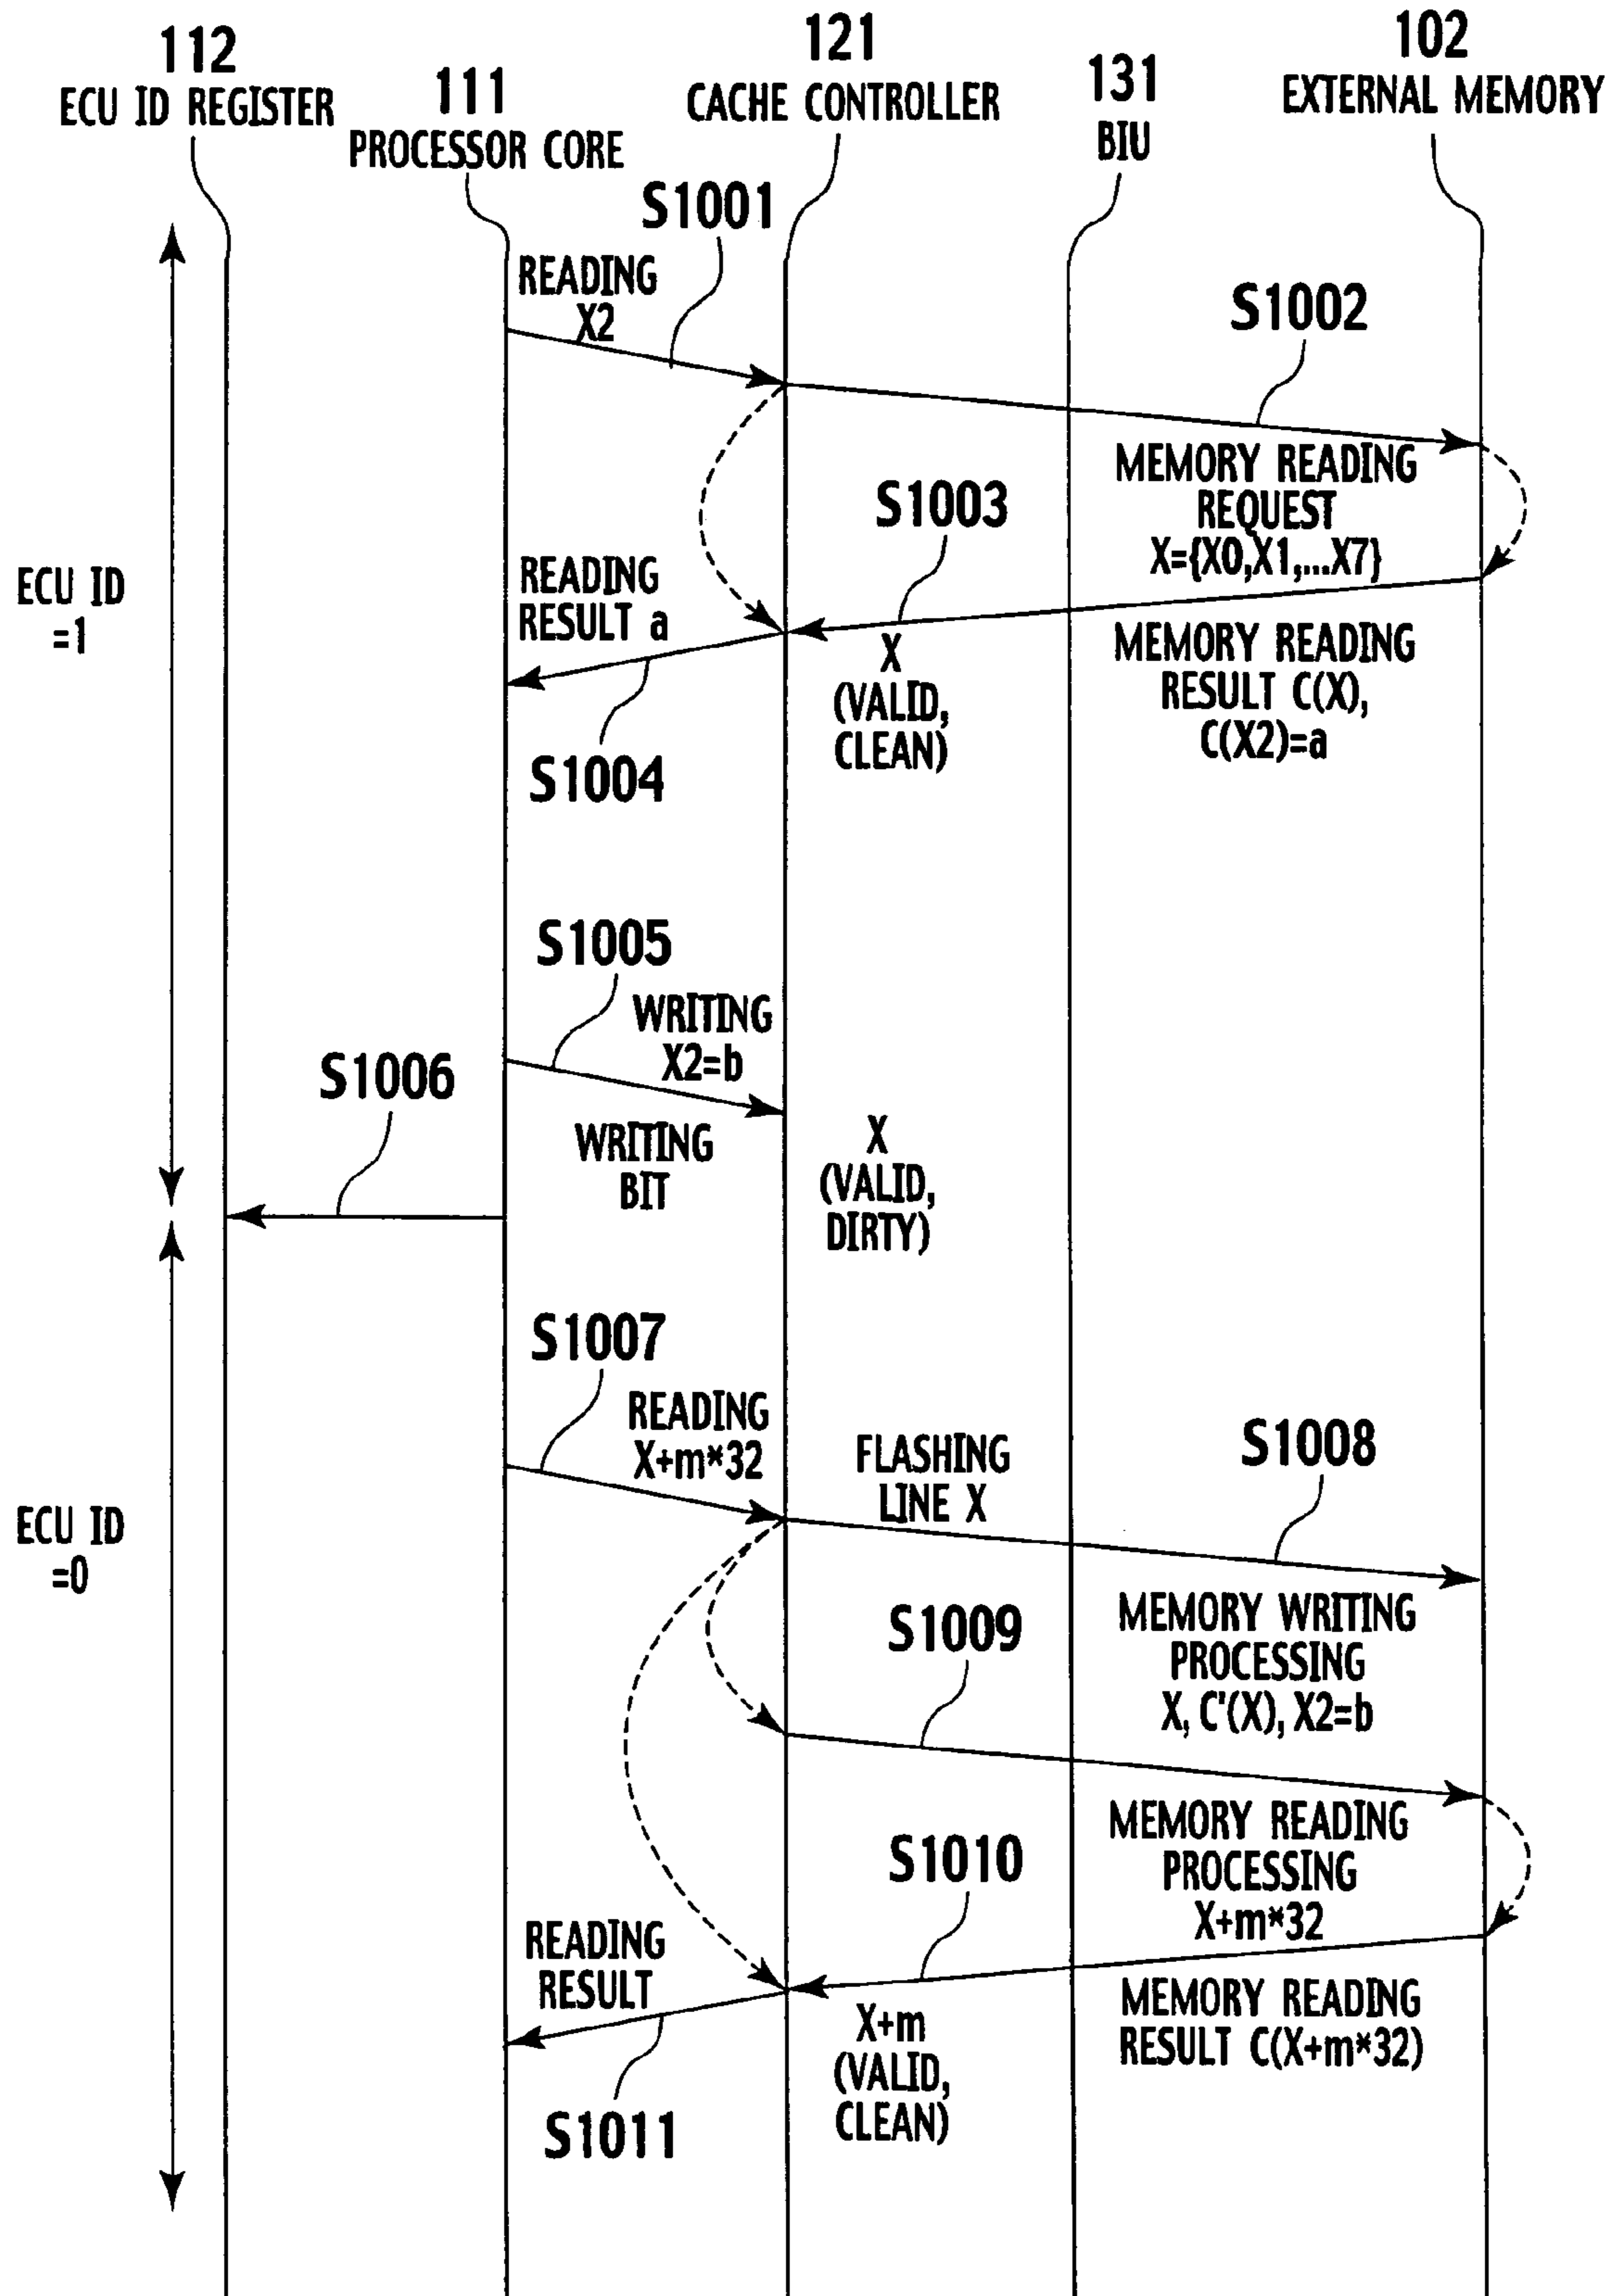 112
ECU ID REGISTER
111
PROCESSOR CORE
121
CACHE CONTROLLER
131
BIU
102
EXTERNAL MEMORY
S1001
READING
X2
S1002
MEMORY READING
REQUEST
X={X0,X1,...X7}
S1003
ECU ID
=1
READING
RESULT a
X
(VALID,
CLEAN)
MEMORY READING
RESULT C(X),
C(X2)=a
S1004
S1005
WRITING
X2=b
S1006
WRITING
BIT
X
(VALID,
DIRTY)
S1007
READING
X+m*32
FLASHING
LINE X
S1008
ECU ID
=0
MEMORY WRITING
PROCESSING
X, C'(X), X2=b
S1009
MEMORY READING
PROCESSING
X+m*32
S1010
READING
RESULT
X+m
(VALID,
CLEAN)
MEMORY READING
RESULT C(X+m*32)
S1011